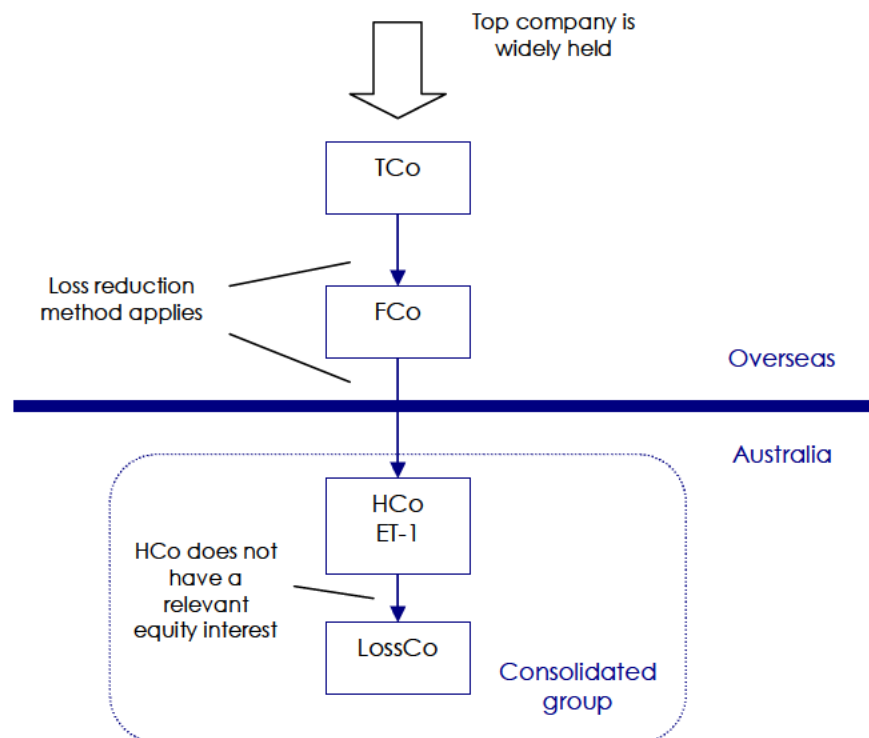 Top company is
widely held
TCo
Loss reduction
method applies
FCo
Overseas
Australia
HCo
ET-1
HCo does not
have a
relevant
equity interest
LossCo
Consolidated
group